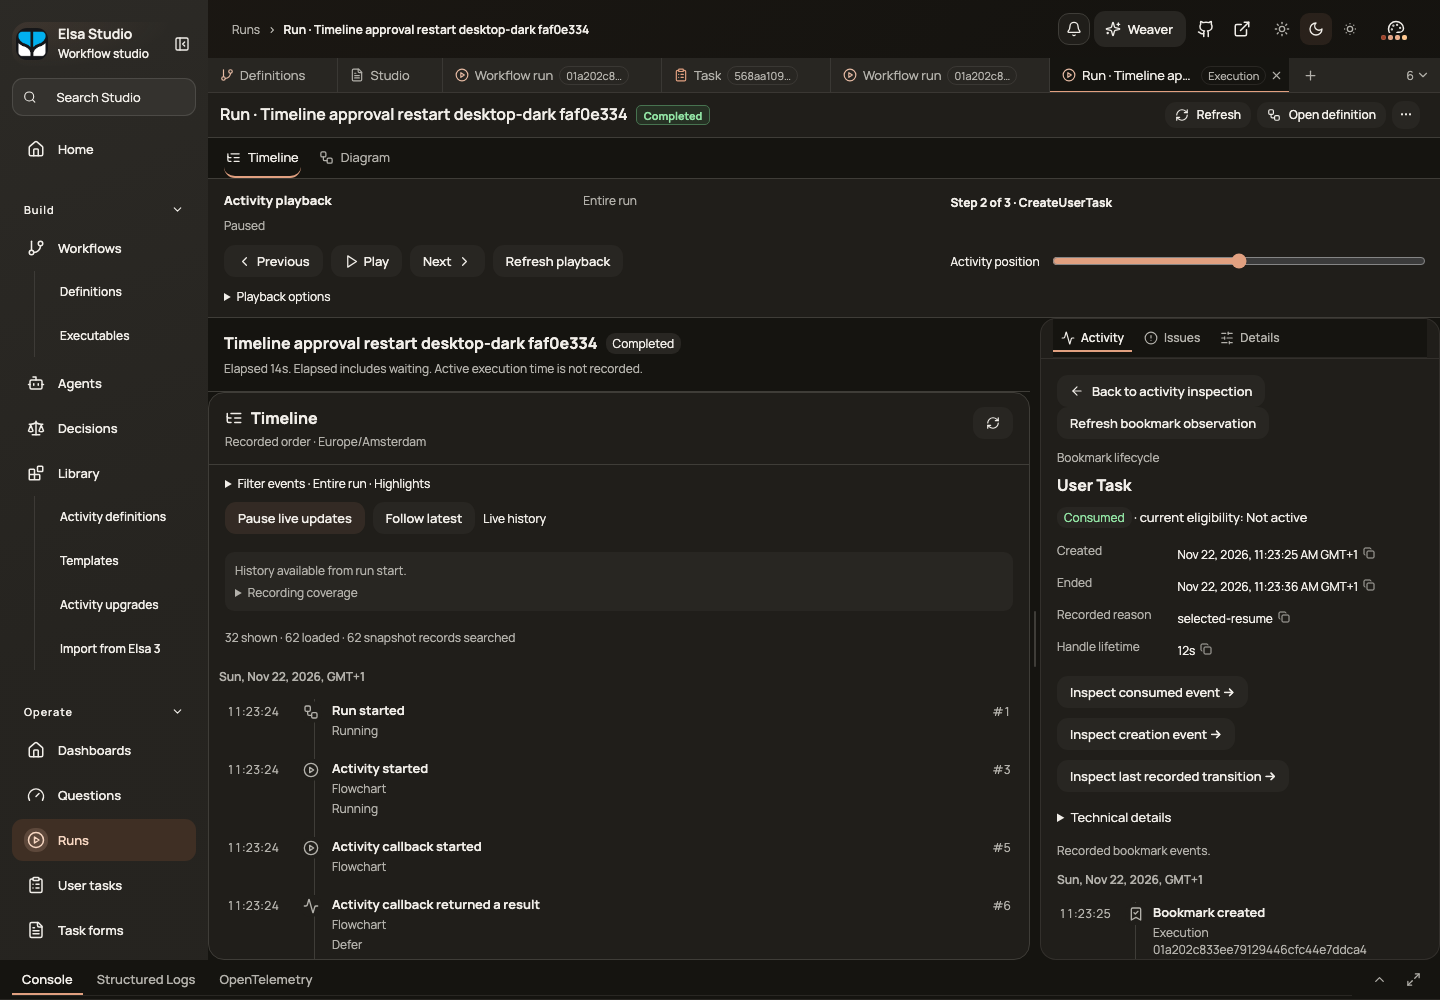 Elsa Studio
Workflow studio
Search Studio
Home
Build
Workflows
Definitions
Executables
Agents
Decisions
Library
Activity definitions
Templates
Activity upgrades
Import from Elsa 3
Operate
Dashboards
Questions
Runs
User tasks
Task forms
Runs › Run · Timeline approval restart desktop-dark faf0e334
Weaver
Definitions
Studio
Workflow run 01a202c8...
Task 568aa109...
Workflow run 01a202c8...
Run · Timeline ap... Execution
6
Run · Timeline approval restart desktop-dark faf0e334 Completed
Refresh
Open definition
Timeline
Diagram
Activity playback
Entire run
Step 2 of 3 · CreateUserTask
Paused
Previous
Play
Next
Refresh playback
Activity position
Playback options
Timeline approval restart desktop-dark faf0e334 Completed
Elapsed 14s. Elapsed includes waiting. Active execution time is not recorded.
Timeline
Recorded order · Europe/Amsterdam
Filter events · Entire run · Highlights
Pause live updates
Follow latest
Live history
History available from run start.
Recording coverage
32 shown · 62 loaded · 62 snapshot records searched
Sun, Nov 22, 2026, GMT+1
11:23:24 Run started #1
Running
11:23:24 Activity started #3
Flowchart
Running
11:23:24 Activity callback started #5
Flowchart
11:23:24 Activity callback returned a result #6
Flowchart
Defer
Activity
Issues
Details
Back to activity inspection
Refresh bookmark observation
Bookmark lifecycle
User Task
Consumed · current eligibility: Not active
Created Nov 22, 2026, 11:23:25 AM GMT+1
Ended Nov 22, 2026, 11:23:36 AM GMT+1
Recorded reason selected-resume
Handle lifetime 12s
Inspect consumed event →
Inspect creation event →
Inspect last recorded transition →
Technical details
Recorded bookmark events.
Sun, Nov 22, 2026, GMT+1
11:23:25 Bookmark created
Execution
01a202c833ee79129446cfc44e7ddca4
Console
Structured Logs
OpenTelemetry